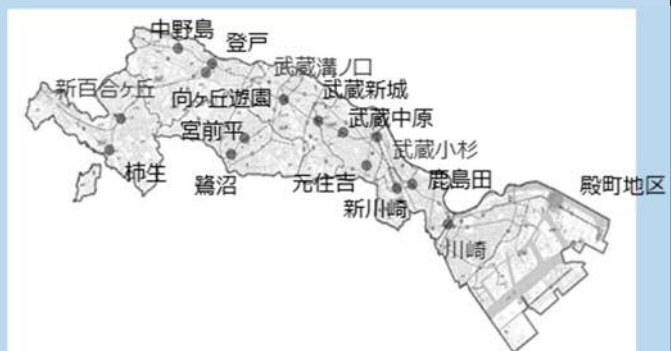 中野島
登戸
武蔵溝ノ口
新百合ヶ丘
向ヶ丘遊園
武蔵新城
宮前平
武蔵中原
武蔵小杉
柿生
鷺沼
元住吉
鹿島田
殿町地区
新川崎
川崎